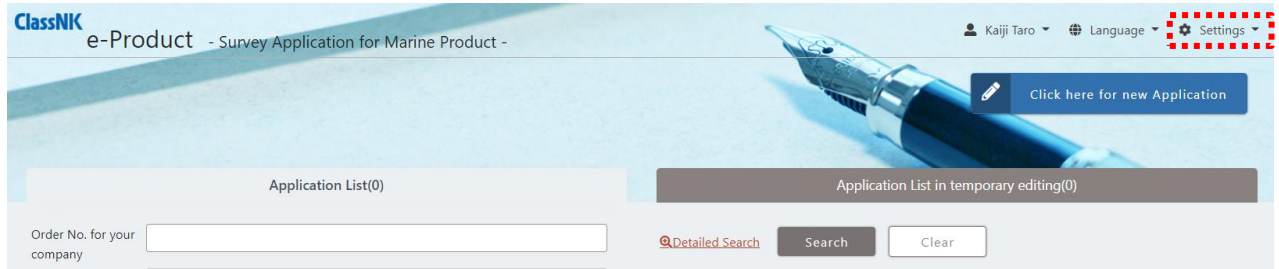 ClassNK
e-Product - Survey Application for Marine Product -
Kaiji Taro Language Settings
Click here for new Application
Application List(0) Application List in temporary editing(0)
Order No. for your
company
Detailed Search Search Clear